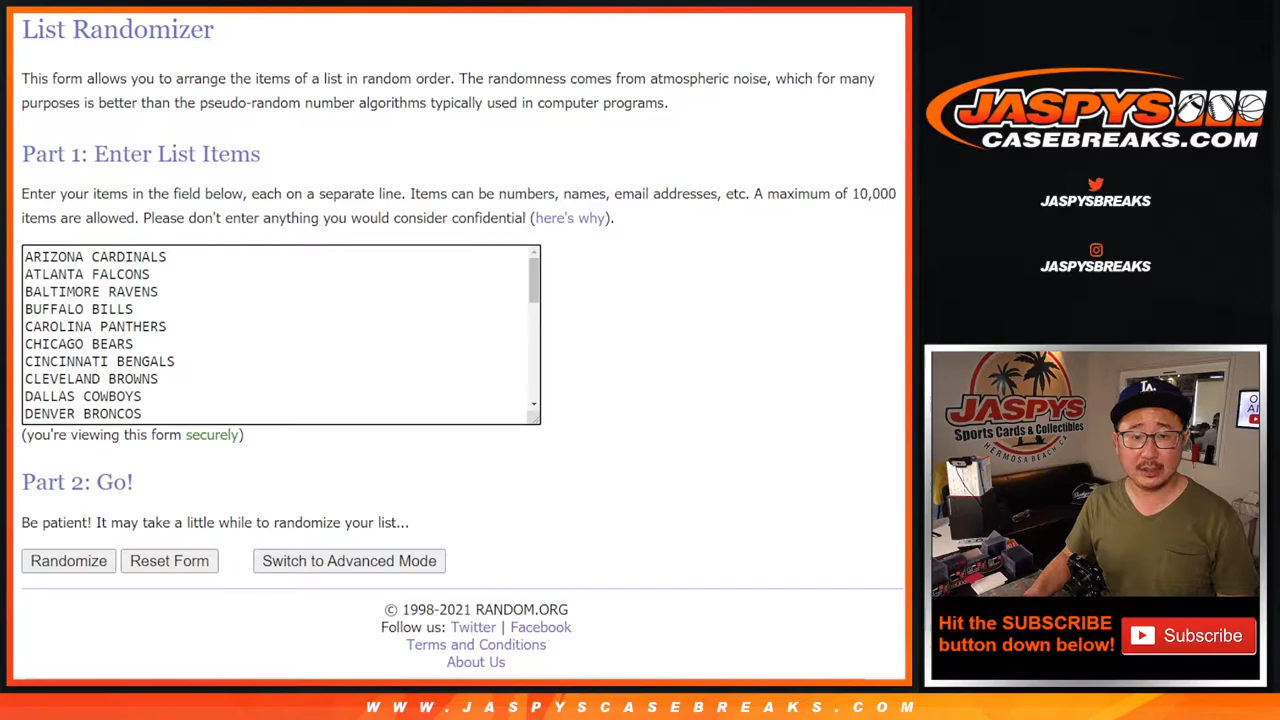 List Randomizer
This form allows you to arrange the items of a list in random order. The randomness comes from atmospheric noise, which for many
purposes is better than the pseudo-random number algorithms typically used in computer programs.
Part 1: Enter List Items
Enter your items in the field below, each on a separate line. Items can be numbers, names, email addresses, etc. A maximum of 10,000
items are allowed. Please don't enter anything you would consider confidential (here's why).
ARIZONA CARDINALS
ATLANTA FALCONS
BALTIMORE RAVENS
BUFFALO BILLS
CAROLINA PANTHERS
CHICAGO BEARS
CINCINNATI BENGALS
CLEVELAND BROWNS
DALLAS COWBOYS
DENVER BRONCOS
(you're viewing this form securely)
Part 2: Go!
Be patient! It may take a little while to randomize your list...
Randomize
Reset Form
Switch to Advanced Mode
© 1998-2021 RANDOM.ORG
Follow us: Twitter | Facebook
Terms and Conditions
About Us
JASPYS
CASEBREAKS.COM
JASPYSBREAKS
JASPYSBREAKS
JASPYS
Sports Cards & Collectibles
HERMOSA BEACH CA
LA
Hit the SUBSCRIBE
button down below!
Subscribe
WWW.JASPYSCASEBREAKS.COM